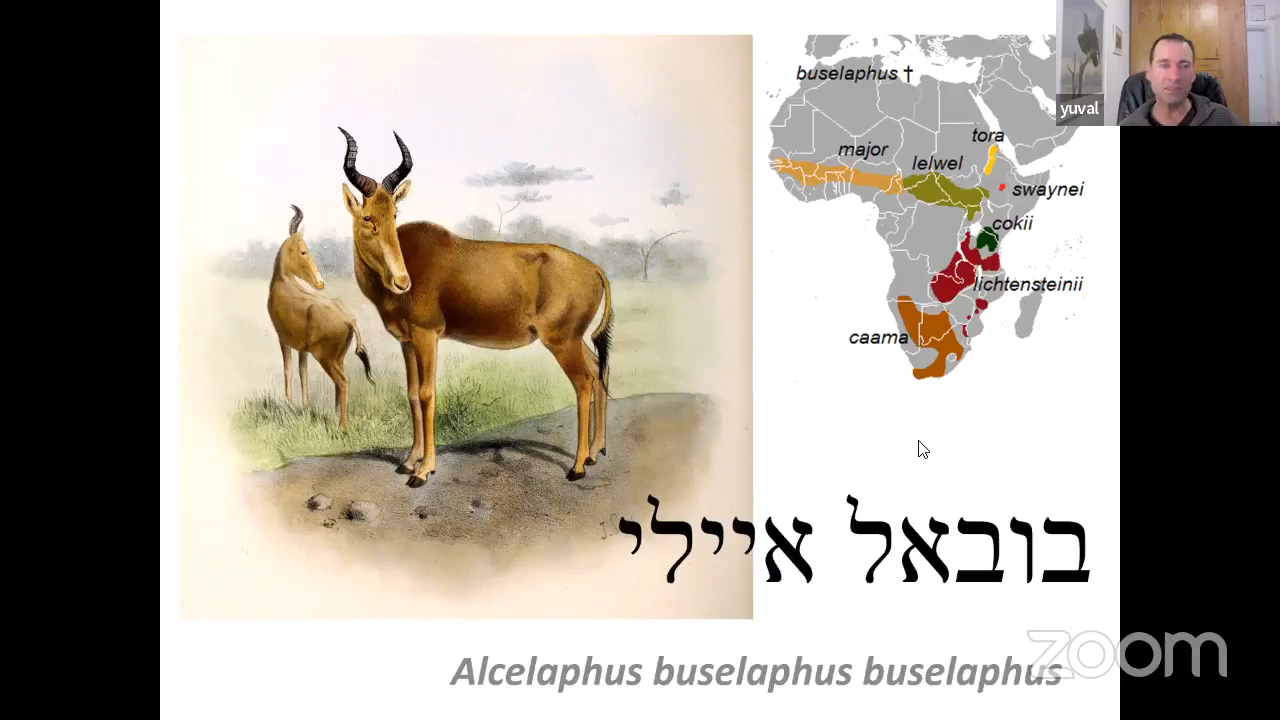 buselaphus †
yuval
tora
major
lelwel
swaynei
cokii
lichtensteinii
caama
בובאל איילי
Alcelaphus buselaphus buselaphus
zoom